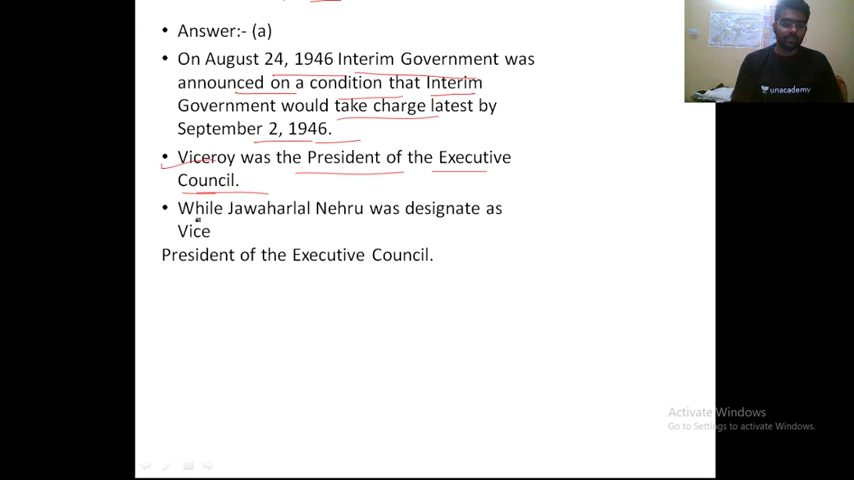 • Answer:- (a)
• On August 24, 1946 Interim Government was
announced on a condition that Interim
Government would take charge latest by
September 2, 1946.
• Viceroy was the President of the Executive
Council.
• While Jawaharlal Nehru was designate as
Vice
President of the Executive Council.
unacademy
Activate Windows
Go to Settings to activate Windows.